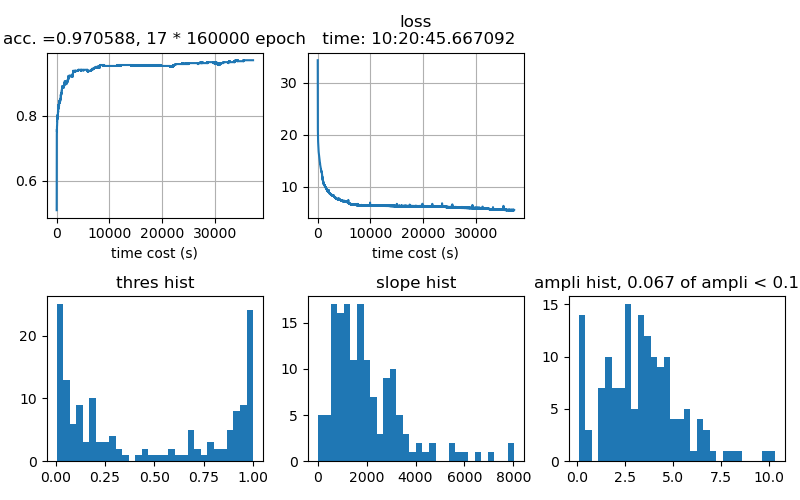 loss
acc. =0.970588, 17 * 160000 epoch
time: 10:20:45.667092
0.8
0.6
0 10000 20000 30000
time cost (s)
30
20
10
0 10000 20000 30000
time cost (s)
thres hist
20
10
0
0.00 0.25 0.50 0.75 1.00
slope hist
15
10
5
0
0 2000 4000 6000 8000
ampli hist, 0.067 of ampli < 0.1
15
10
5
0
0.0 2.5 5.0 7.5 10.0